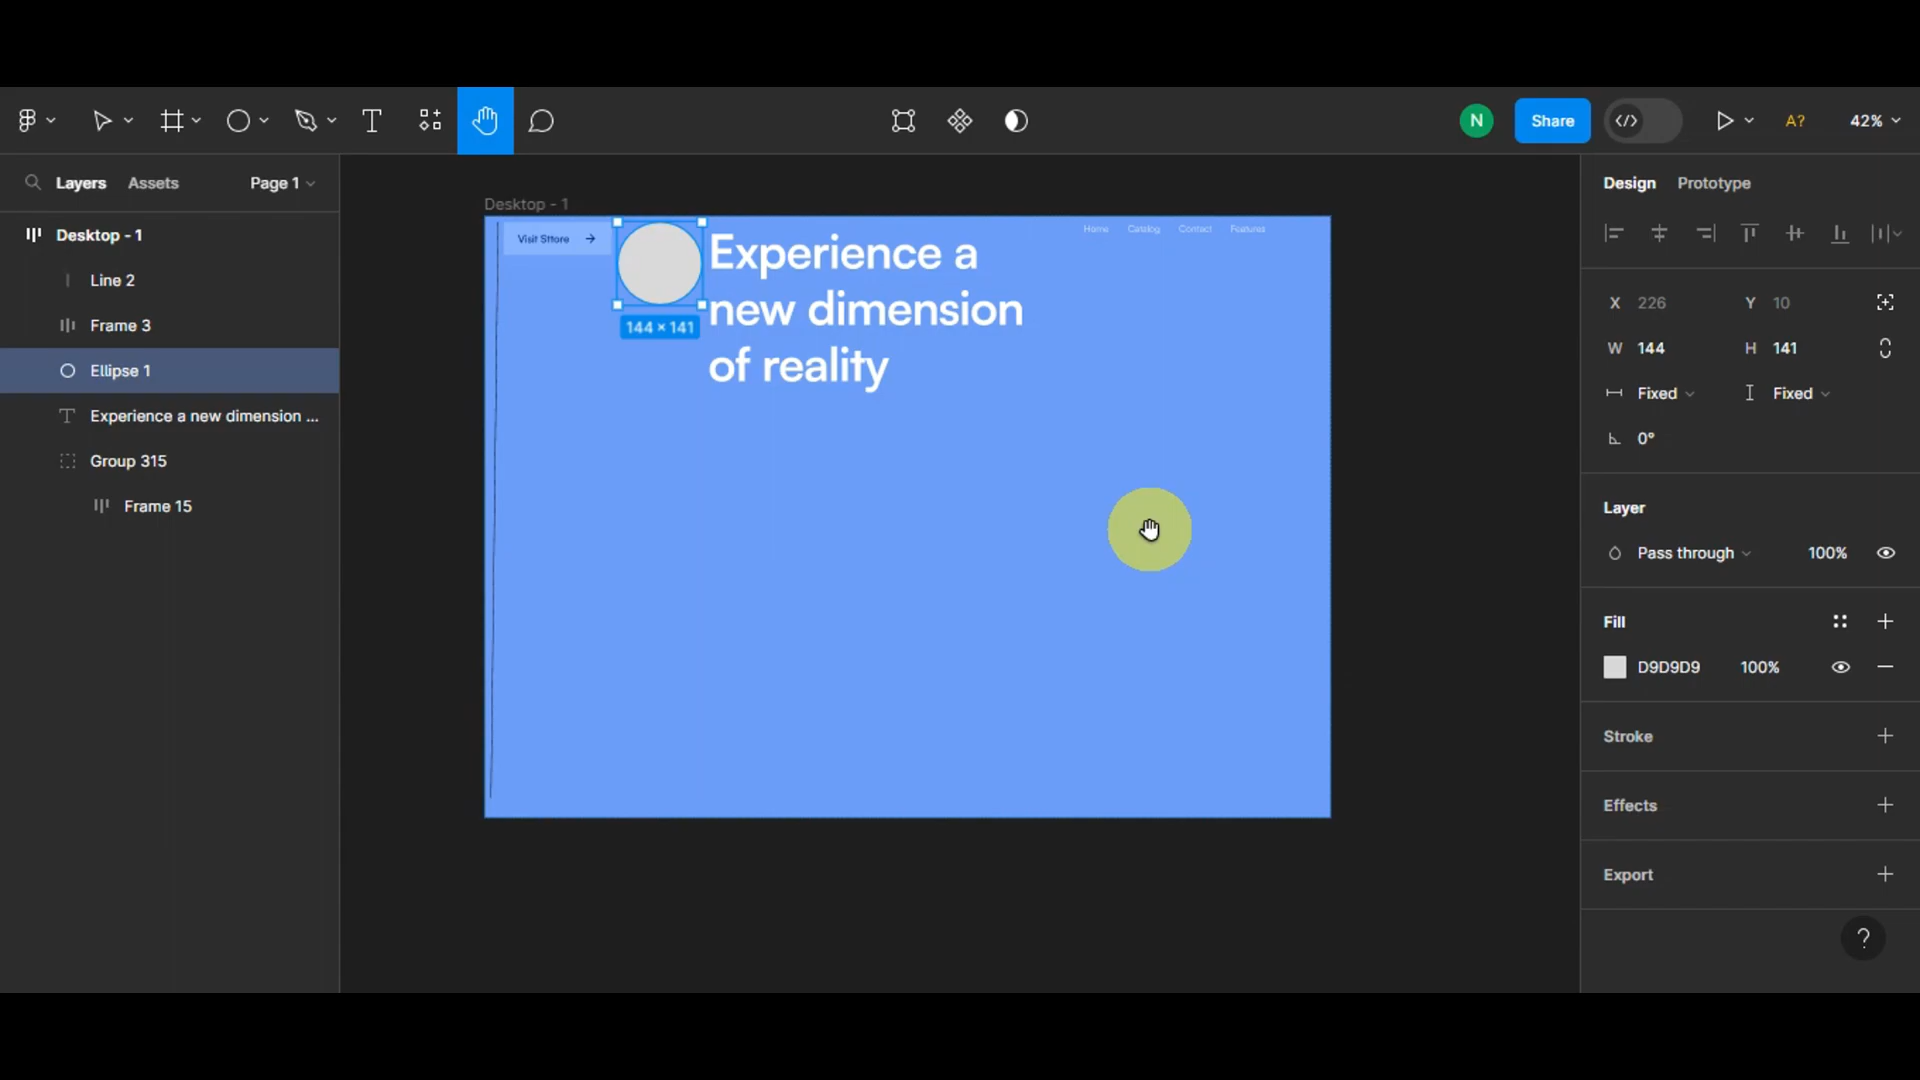 N
Share
A?
42%
Layers
Assets
Page 1
Desktop - 1
Line 2
Frame 3
Ellipse 1
Experience a new dimension ...
Group 315
Frame 15
Desktop - 1
Visit Sttore
144 × 141
Experience a
new dimension
of reality
Home Catalog Contact Features
Design
Prototype
X 226 Y 10
W 144 H 141
Fixed Fixed
0°
Layer
Pass through 100%
Fill
D9D9D9 100%
Stroke
Effects
Export
?